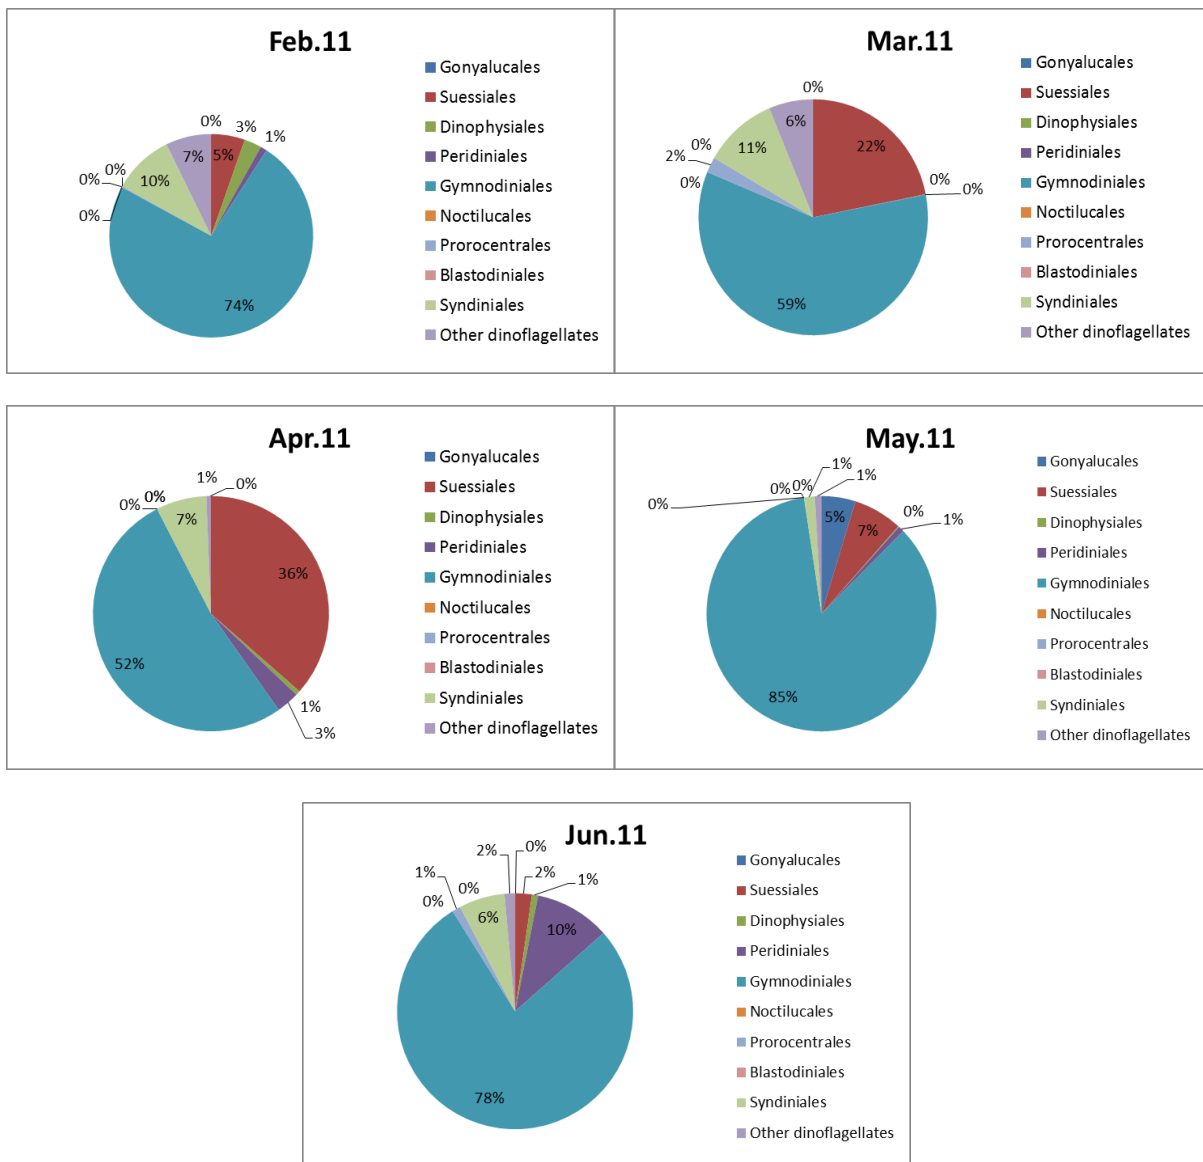 Feb.11
0%
5%
3%
1%
74%
0%
0%
0%
10%
7%
Gonyalucales
Suessiales
Dinophysiales
Peridiniales
Gymnodiniales
Noctilucales
Prorocentrales
Blastodiniales
Syndiniales
Other dinoflagellates
Mar.11
0%
22%
0%
0%
59%
0%
2%
0%
11%
6%
Gonyalucales
Suessiales
Dinophysiales
Peridiniales
Gymnodiniales
Noctilucales
Prorocentrales
Blastodiniales
Syndiniales
Other dinoflagellates
Apr.11
0%
36%
1%
3%
52%
0%
0%
0%
7%
1%
Gonyalucales
Suessiales
Dinophysiales
Peridiniales
Gymnodiniales
Noctilucales
Prorocentrales
Blastodiniales
Syndiniales
Other dinoflagellates
May.11
5%
7%
0%
1%
85%
0%
0%
0%
1%
1%
Gonyalucales
Suessiales
Dinophysiales
Peridiniales
Gymnodiniales
Noctilucales
Prorocentrales
Blastodiniales
Syndiniales
Other dinoflagellates
Jun.11
0%
2%
1%
10%
78%
0%
1%
0%
6%
2%
Gonyalucales
Suessiales
Dinophysiales
Peridiniales
Gymnodiniales
Noctilucales
Prorocentrales
Blastodiniales
Syndiniales
Other dinoflagellates